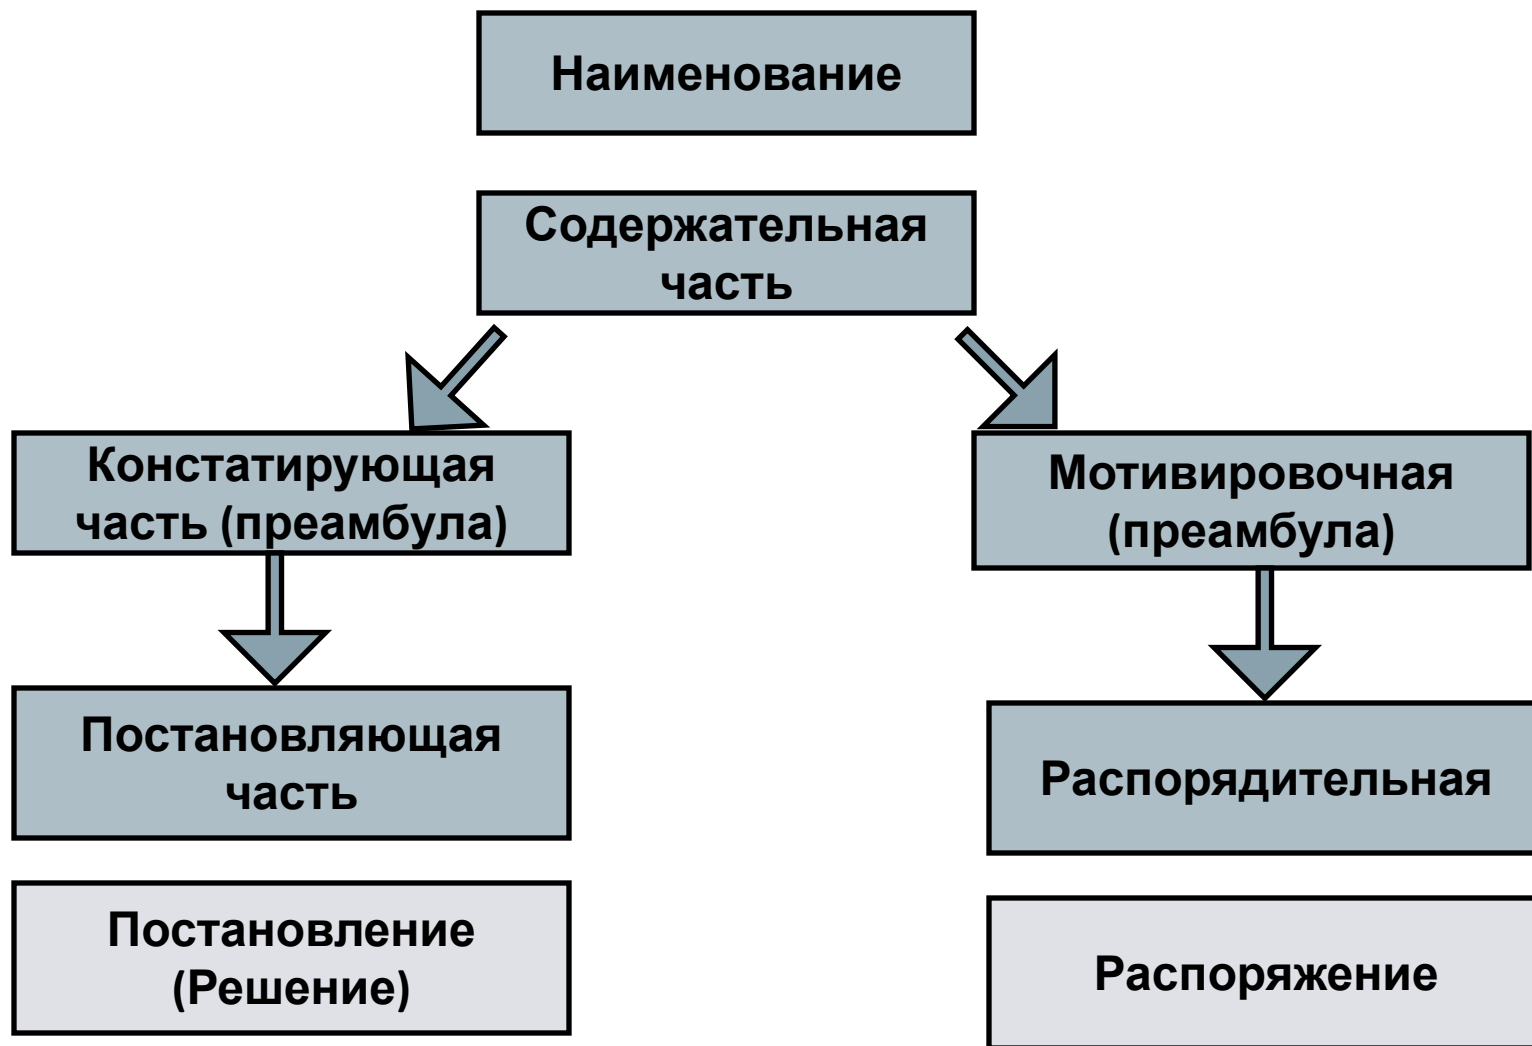 Наименование
Содержательная
часть
Констатирующая
часть (преамбула)
Мотивировочная
(преамбула)
Постановляющая
часть
Распорядительная
Постановление
(Решение)
Распоряжение